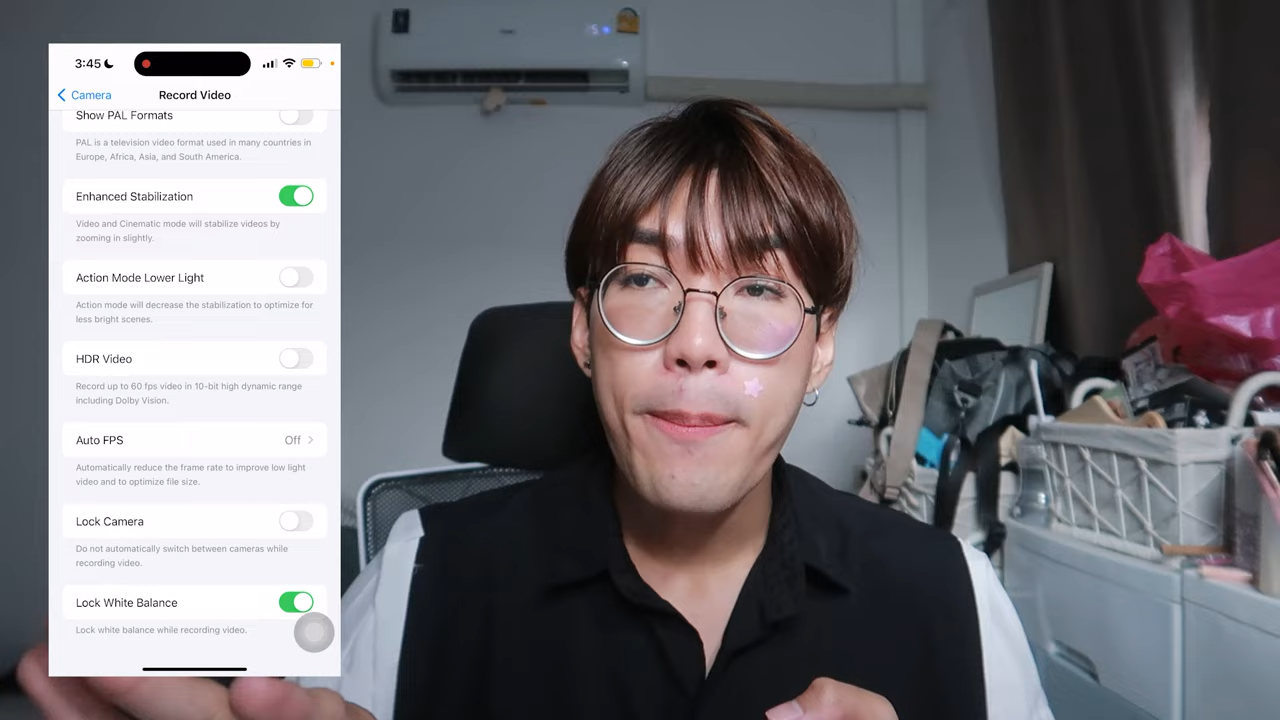 3:45
Camera
Record Video
Show PAL Formats
PAL is a television video format used in many countries in
Europe, Africa, Asia, and South America.
Enhanced Stabilization
Video and Cinematic mode will stabilize videos by
zooming in slightly.
Action Mode Lower Light
Action mode will decrease the stabilization to optimize for
less bright scenes.
HDR Video
Record up to 60 fps video in 10-bit high dynamic range
including Dolby Vision.
Auto FPS
Off
Automatically reduce the frame rate to improve low light
video and to optimize file size.
Lock Camera
Do not automatically switch between cameras while
recording video.
Lock White Balance
Lock white balance while recording video.